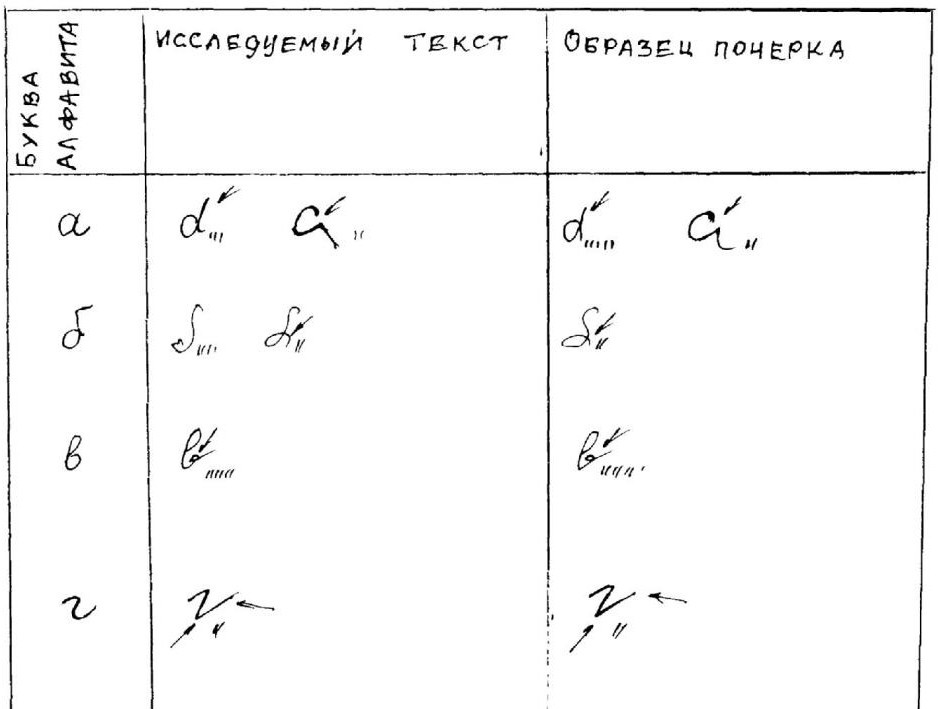 БУКВА АЛФАВИТА ИССЛЕДУЕМЫЙ ТЕКСТ ОБРАЗЕЦ ПОЧЕРКА
а а а а а
б б б б
в в в
г г г